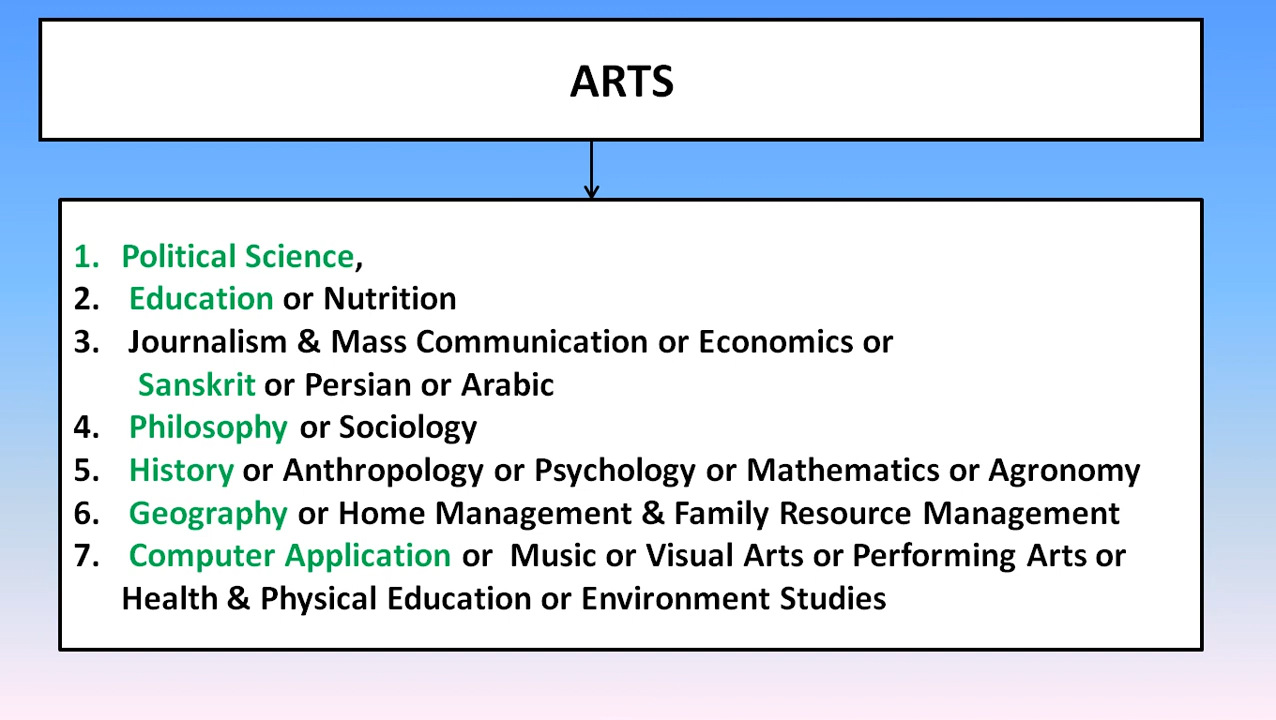 ARTS
1. Political Science,
2. Education or Nutrition
3. Journalism & Mass Communication or Economics or
Sanskrit or Persian or Arabic
4. Philosophy or Sociology
5. History or Anthropology or Psychology or Mathematics or Agronomy
6. Geography or Home Management & Family Resource Management
7. Computer Application or Music or Visual Arts or Performing Arts or
Health & Physical Education or Environment Studies